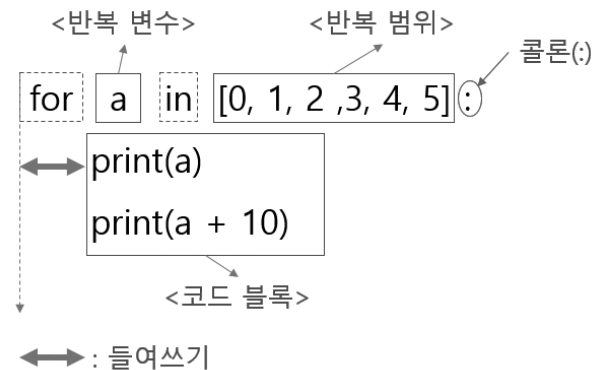 <반복 변수> <반복 범위>
콜론(:)
for a in [0, 1, 2 ,3, 4, 5] :
print(a)
print(a + 10)
<코드 블록>
: 들여쓰기